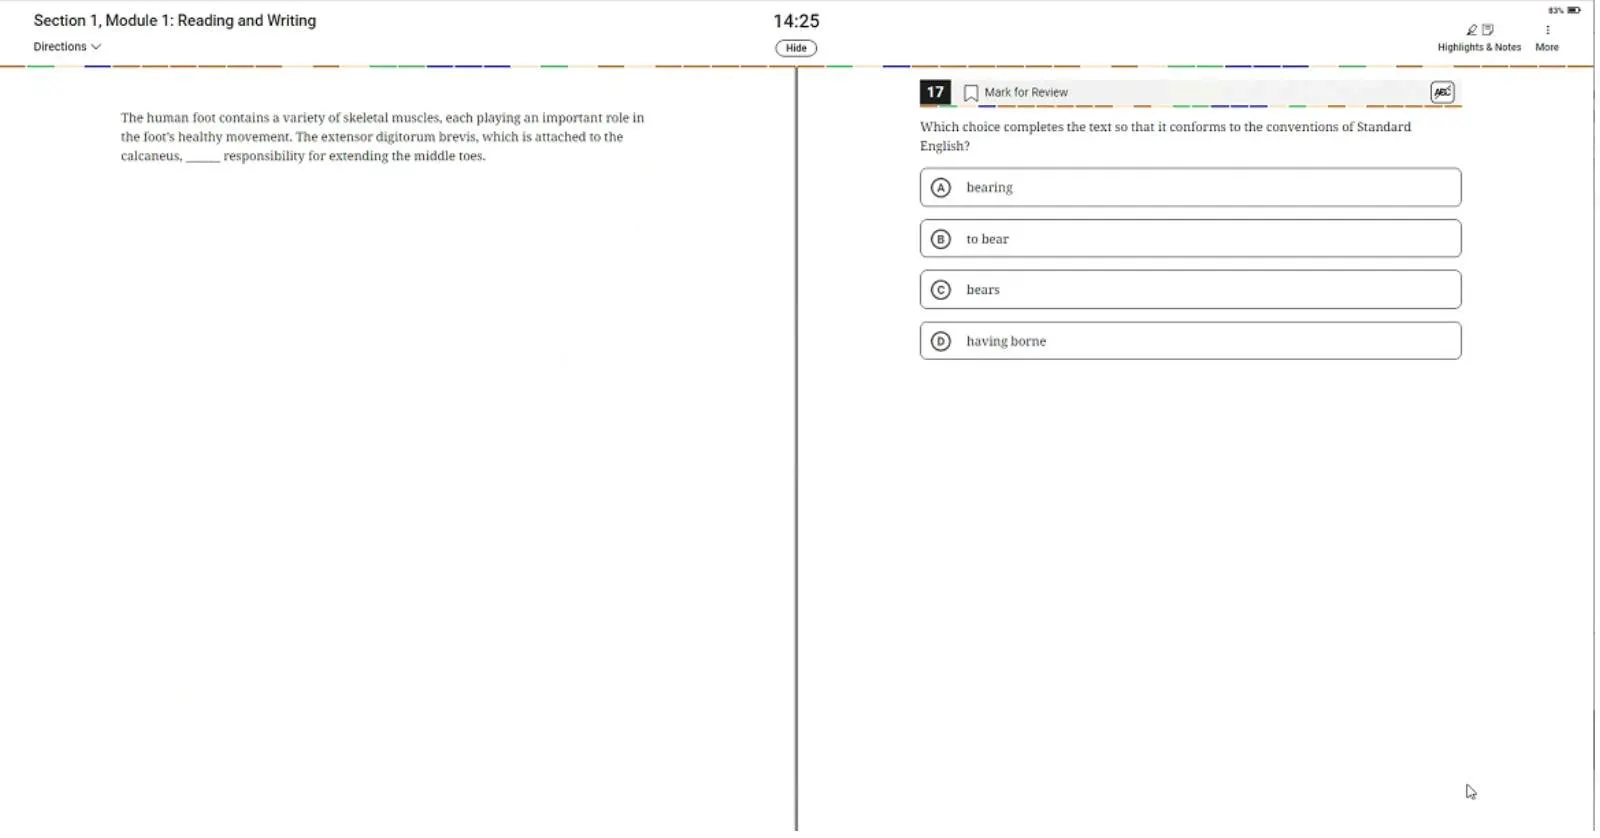 Section 1, Module 1: Reading and Writing
Directions
14:25
Hide
83%
Highlights & Notes
More
The human foot contains a variety of skeletal muscles, each playing an important role in
the foot's healthy movement. The extensor digitorum brevis, which is attached to the
calcaneus, ______ responsibility for extending the middle toes.
17
Mark for Review
ABC
Which choice completes the text so that it conforms to the conventions of Standard
English?
A bearing
B to bear
C bears
D having borne